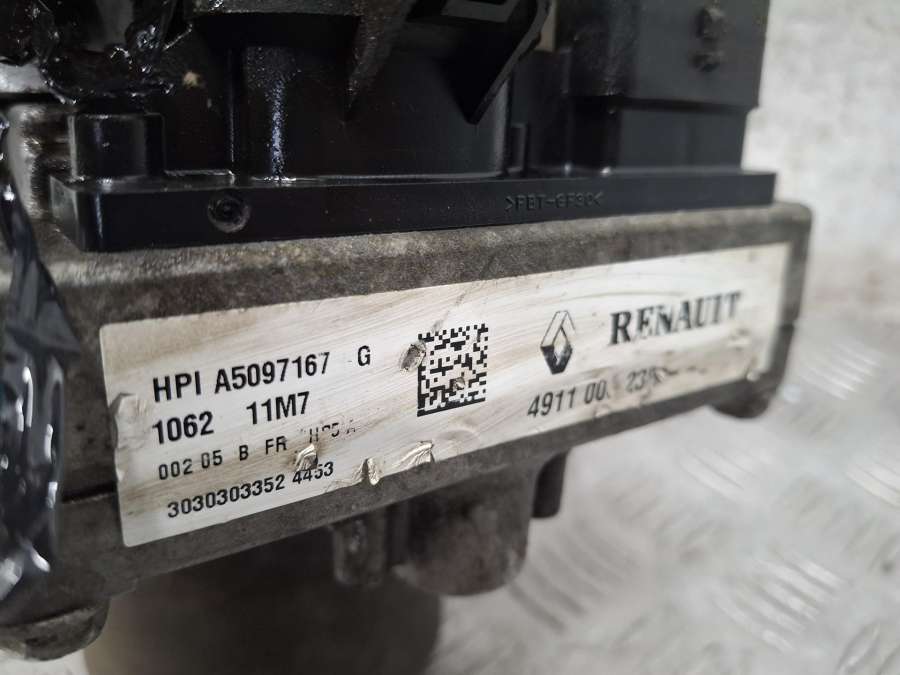 >PBT-GF30<
HPI A5097167 G
1062 11M7
002 05 B FR
3030303352 4453
RENAULT
4911 00